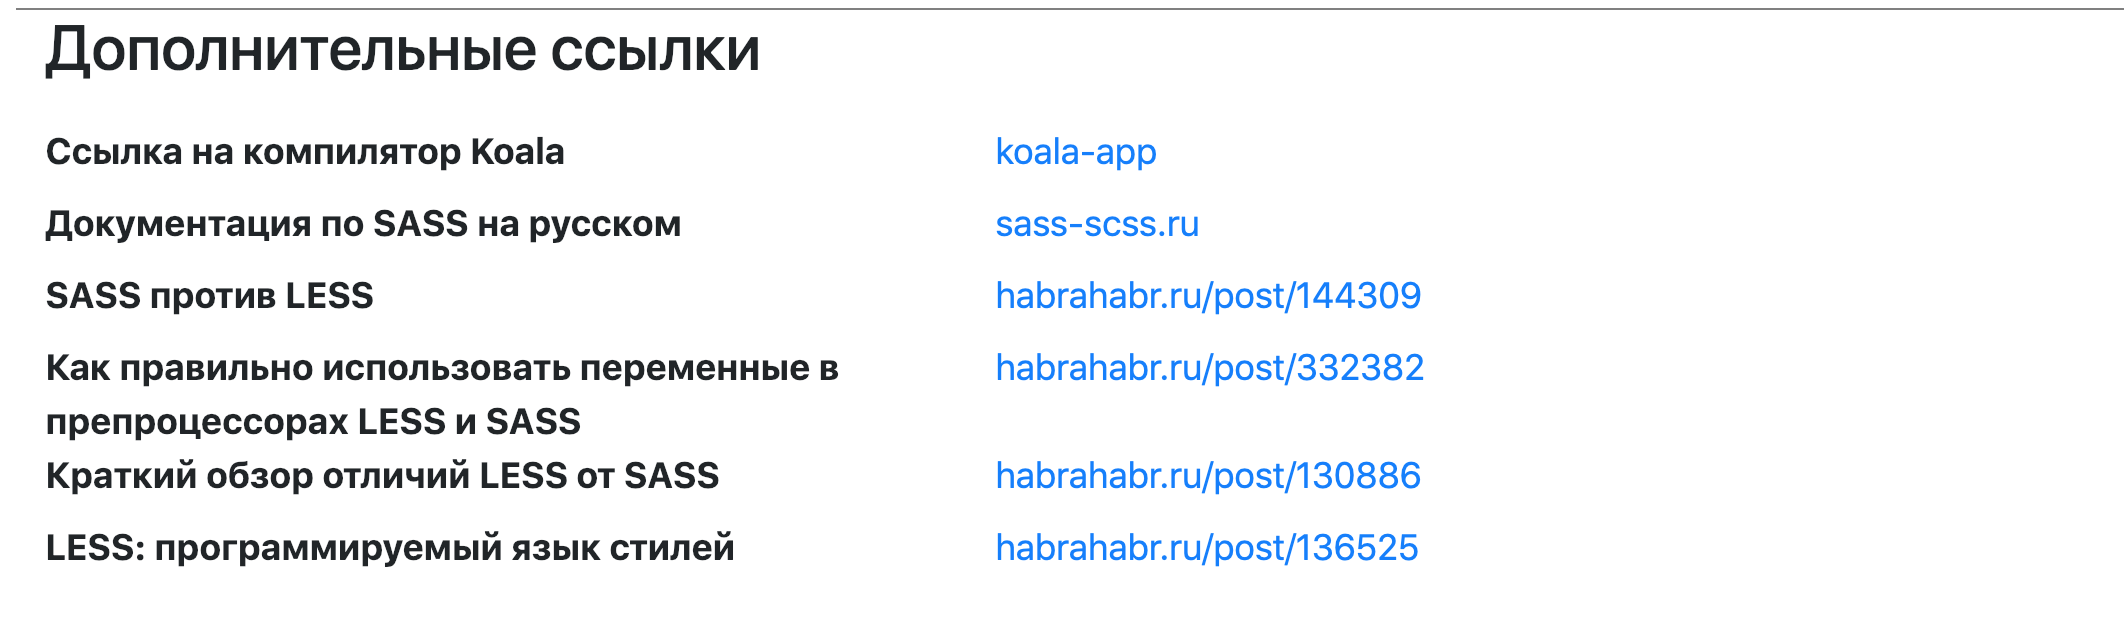 Дополнительные ссылки
Ссылка на компилятор Koala koala-app
Документация по SASS на русском sass-scss.ru
SASS против LESS habrahabr.ru/post/144309
Как правильно использовать переменные в habrahabr.ru/post/332382
препроцессорах LESS и SASS
Краткий обзор отличий LESS от SASS habrahabr.ru/post/130886
LESS: программируемый язык стилей habrahabr.ru/post/136525